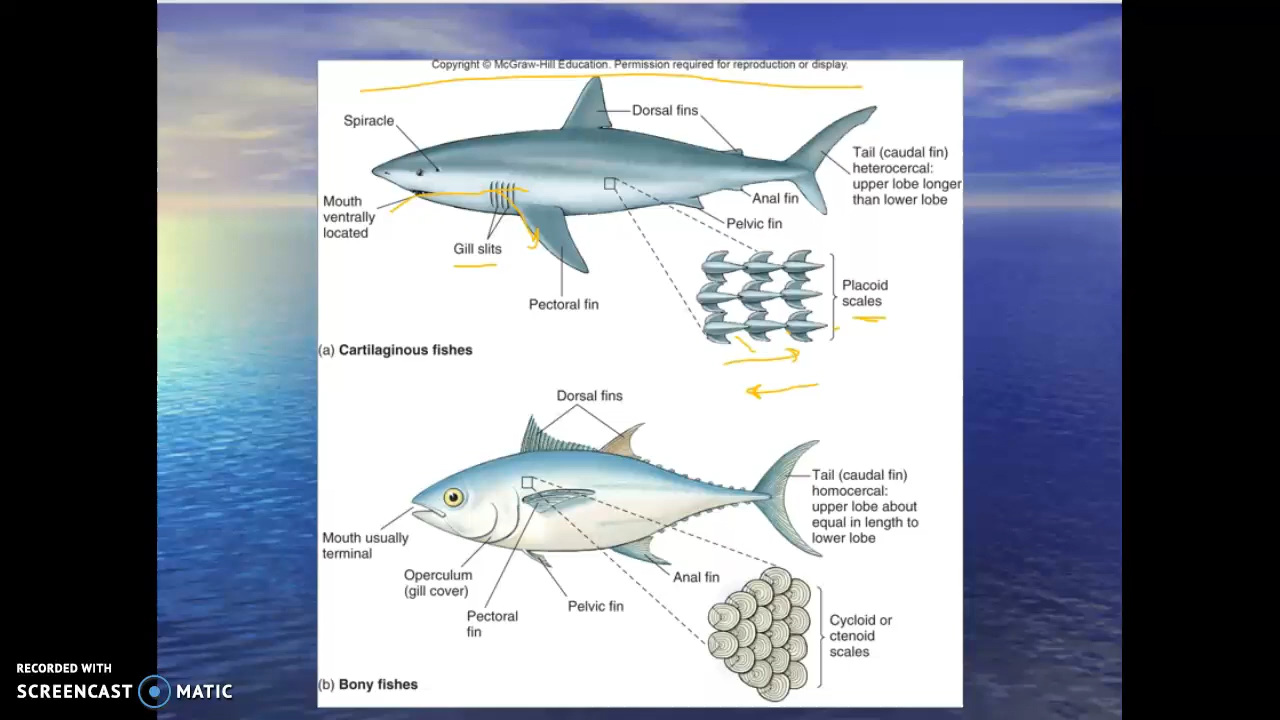 Copyright © McGraw-Hill Education. Permission required for reproduction or display.
Dorsal fins
Spiracle
Tail (caudal fin)
heterocercal:
upper lobe longer
than lower lobe
Mouth
ventrally
located
Anal fin
Pelvic fin
Gill slits
Pectoral fin
Placoid
scales
(a) Cartilaginous fishes
Dorsal fins
Tail (caudal fin)
homocercal:
upper lobe about
equal in length to
lower lobe
Mouth usually
terminal
Operculum
(gill cover)
Pectoral
fin
Pelvic fin
Anal fin
Cycloid or
ctenoid
scales
(b) Bony fishes
RECORDED WITH
SCREENCAST MATIC